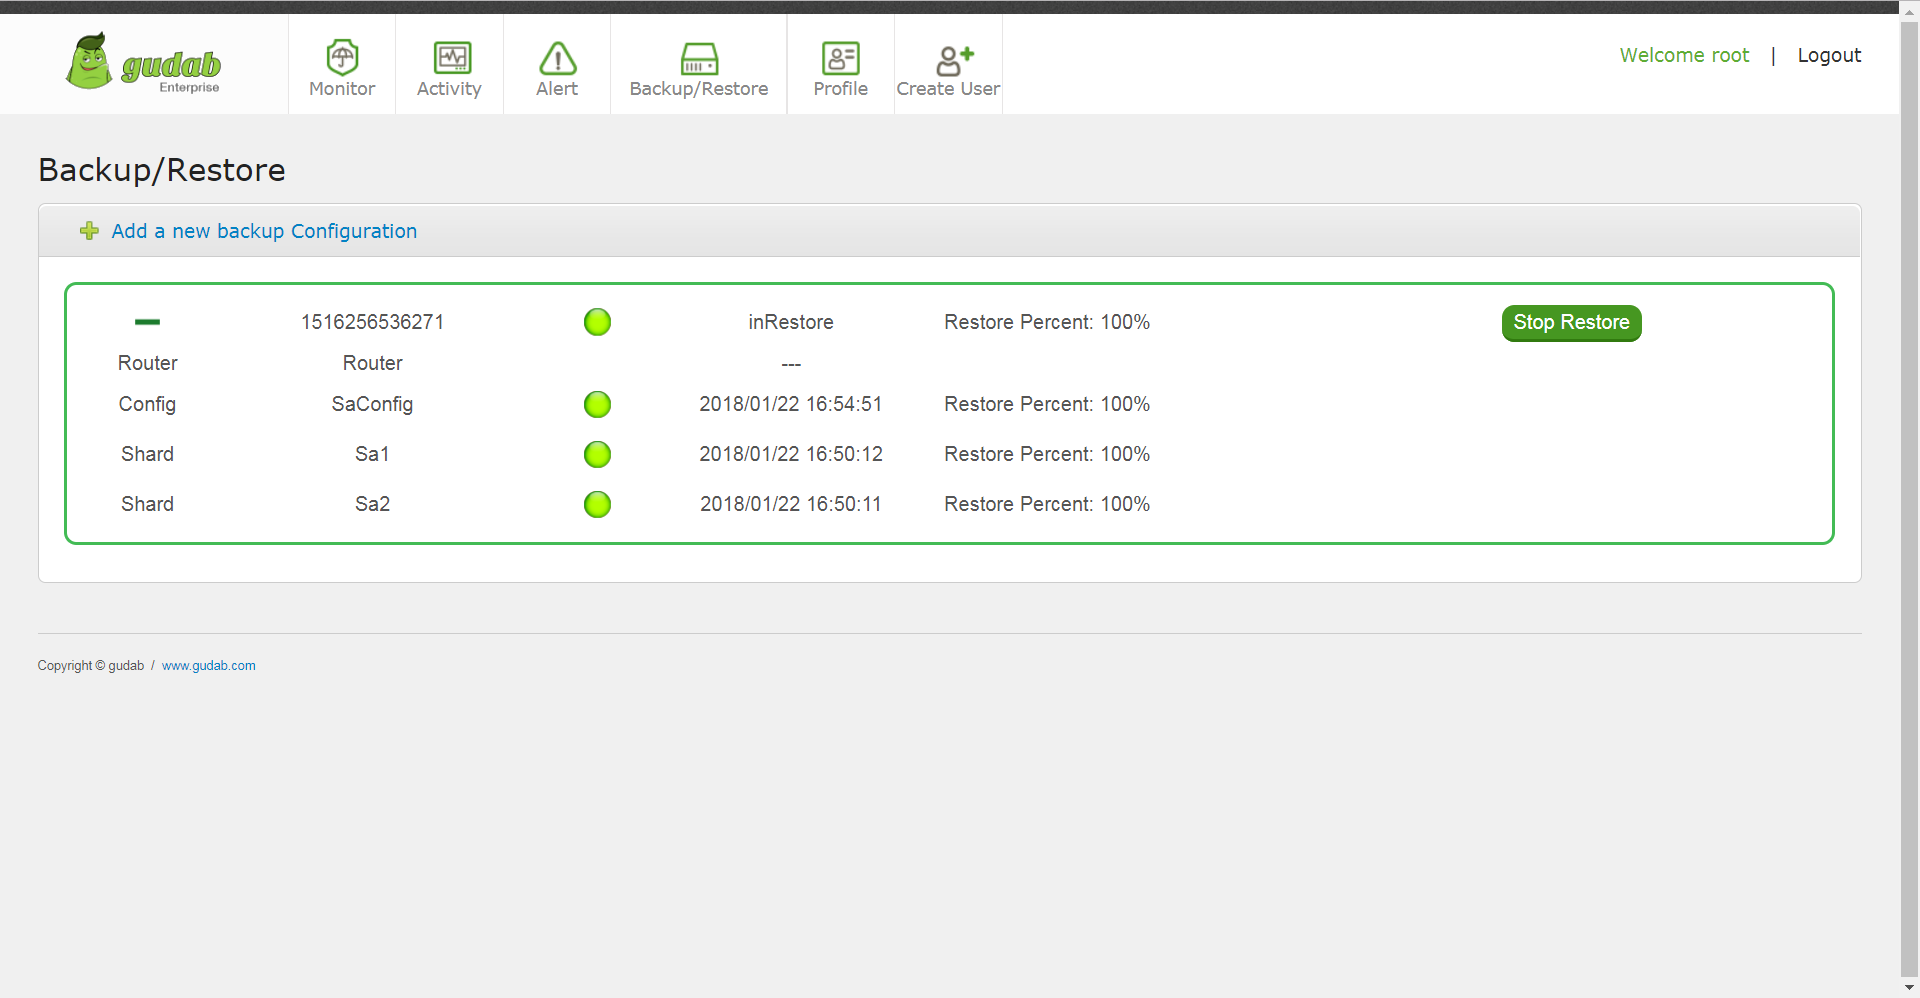 gudab
Enterprise
Monitor
Activity
Alert
Backup/Restore
Profile
Create User
Welcome root | Logout
Backup/Restore
Add a new backup Configuration
1516256536271 inRestore Restore Percent: 100% Stop Restore
Router Router ---
Config SaConfig 2018/01/22 16:54:51 Restore Percent: 100%
Shard Sa1 2018/01/22 16:50:12 Restore Percent: 100%
Shard Sa2 2018/01/22 16:50:11 Restore Percent: 100%
Copyright © gudab / www.gudab.com